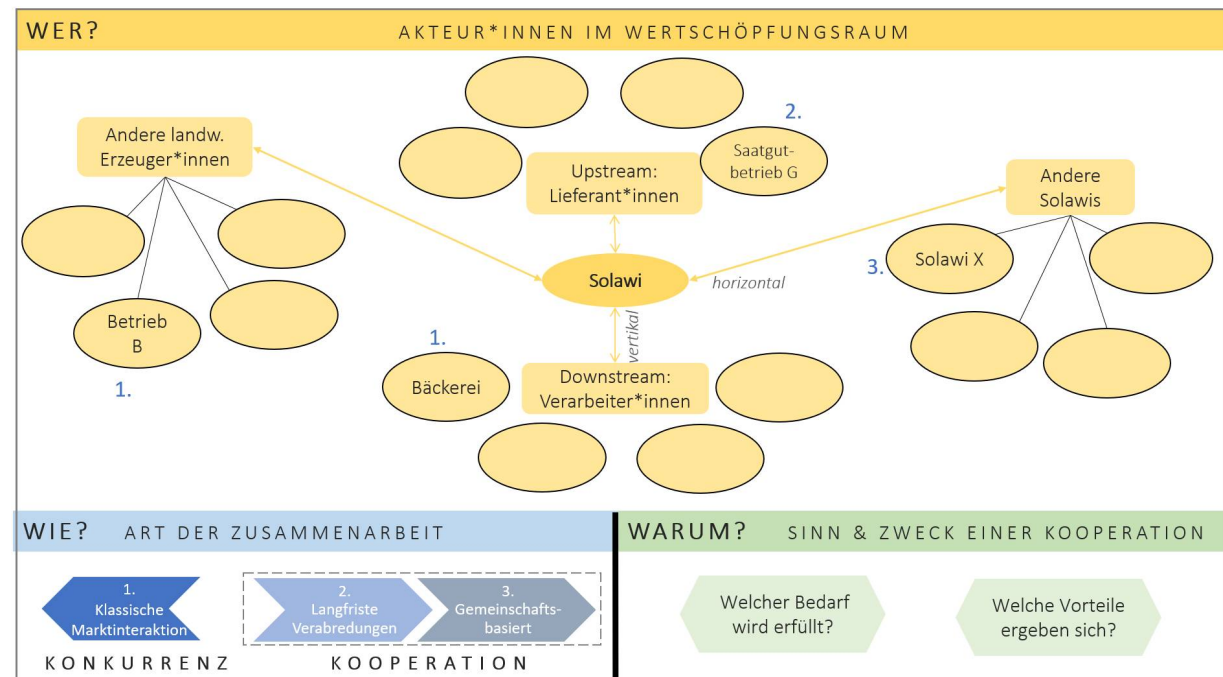 WER? AKTEUR*INNEN IM WERTSCHÖPFUNGSRAUM
Andere landw.
Erzeuger*innen
Betrieb
B
1.
Upstream:
Lieferant*innen
2.
Saatgut-
betrieb G
Solawi
horizontal
vertikal
Andere
Solawis
3.
Solawi X
1.
Bäckerei
Downstream:
Verarbeiter*innen
WIE? ART DER ZUSAMMENARBEIT
1.
Klassische
Marktinteraktion
2.
Langfriste
Verabredungen
3.
Gemeinschafts-
basiert
KONKURRENZ
KOOPERATION
WARUM? SINN & ZWECK EINER KOOPERATION
Welcher Bedarf
wird erfüllt?
Welche Vorteile
ergeben sich?